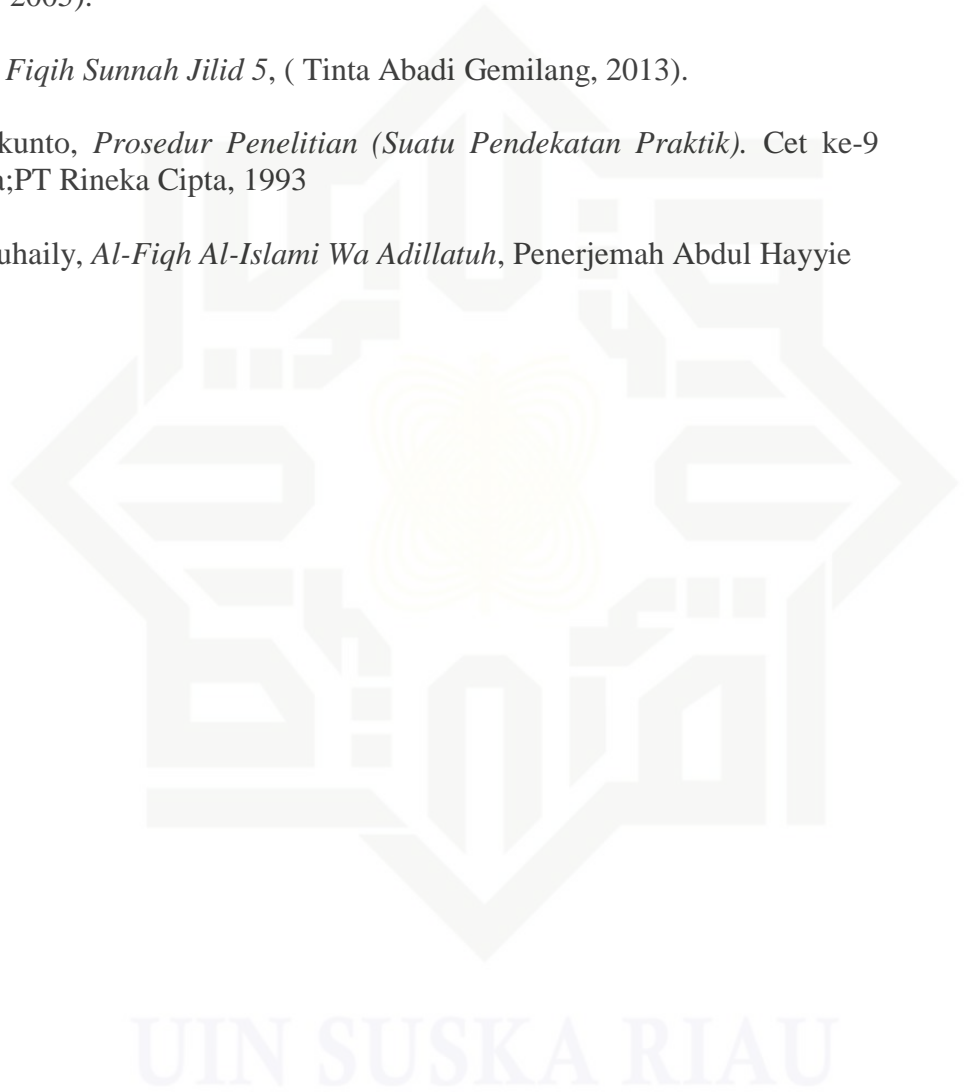 2005).
Fiqih Sunnah Jilid 5, ( Tinta Abadi Gemilang, 2013).
kunto, Prosedur Penelitian (Suatu Pendekatan Praktik). Cet ke-9
a;PT Rineka Cipta, 1993
uhaily, Al-Fiqh Al-Islami Wa Adillatuh, Penerjemah Abdul Hayyie
UIN SUSKA RIAU